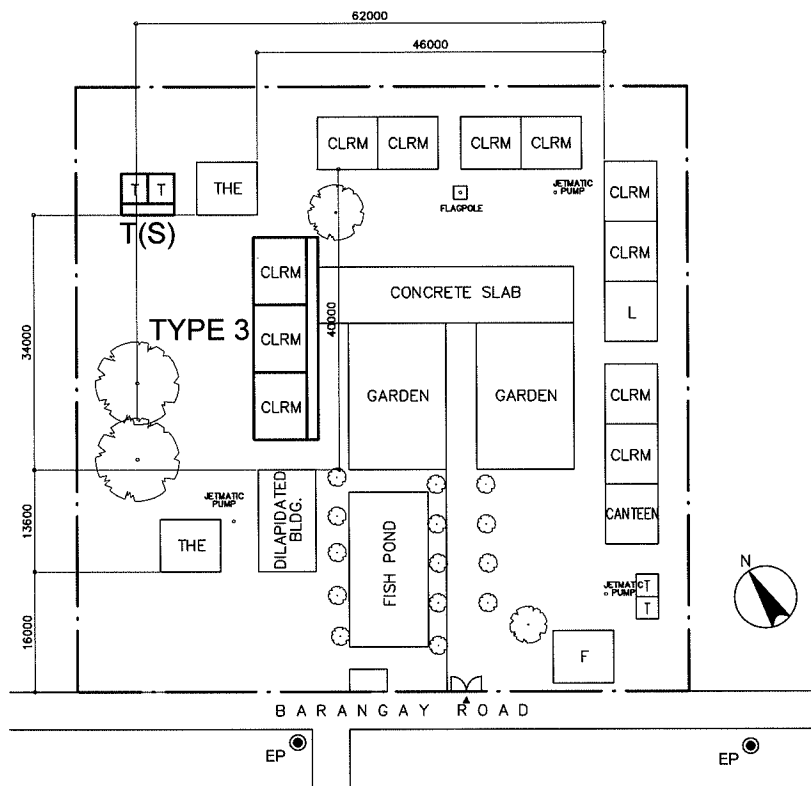 62000
46000
CLRM CLRM CLRM CLRM
T T THE
JETMATIC
PUMP
FLAGPOLE
CLRM
T(S)
CLRM
CLRM
CONCRETE SLAB
L
34000
TYPE 3
40000
CLRM
CLRM
GARDEN GARDEN
CLRM
CLRM
DILAPIDATED
BLDG.
JETMATIC
PUMP
13600
THE
FISH POND
CANTEEN
JETMATIC
PUMP
T
T
N
16000
F
BARANGAY ROAD
EP
EP